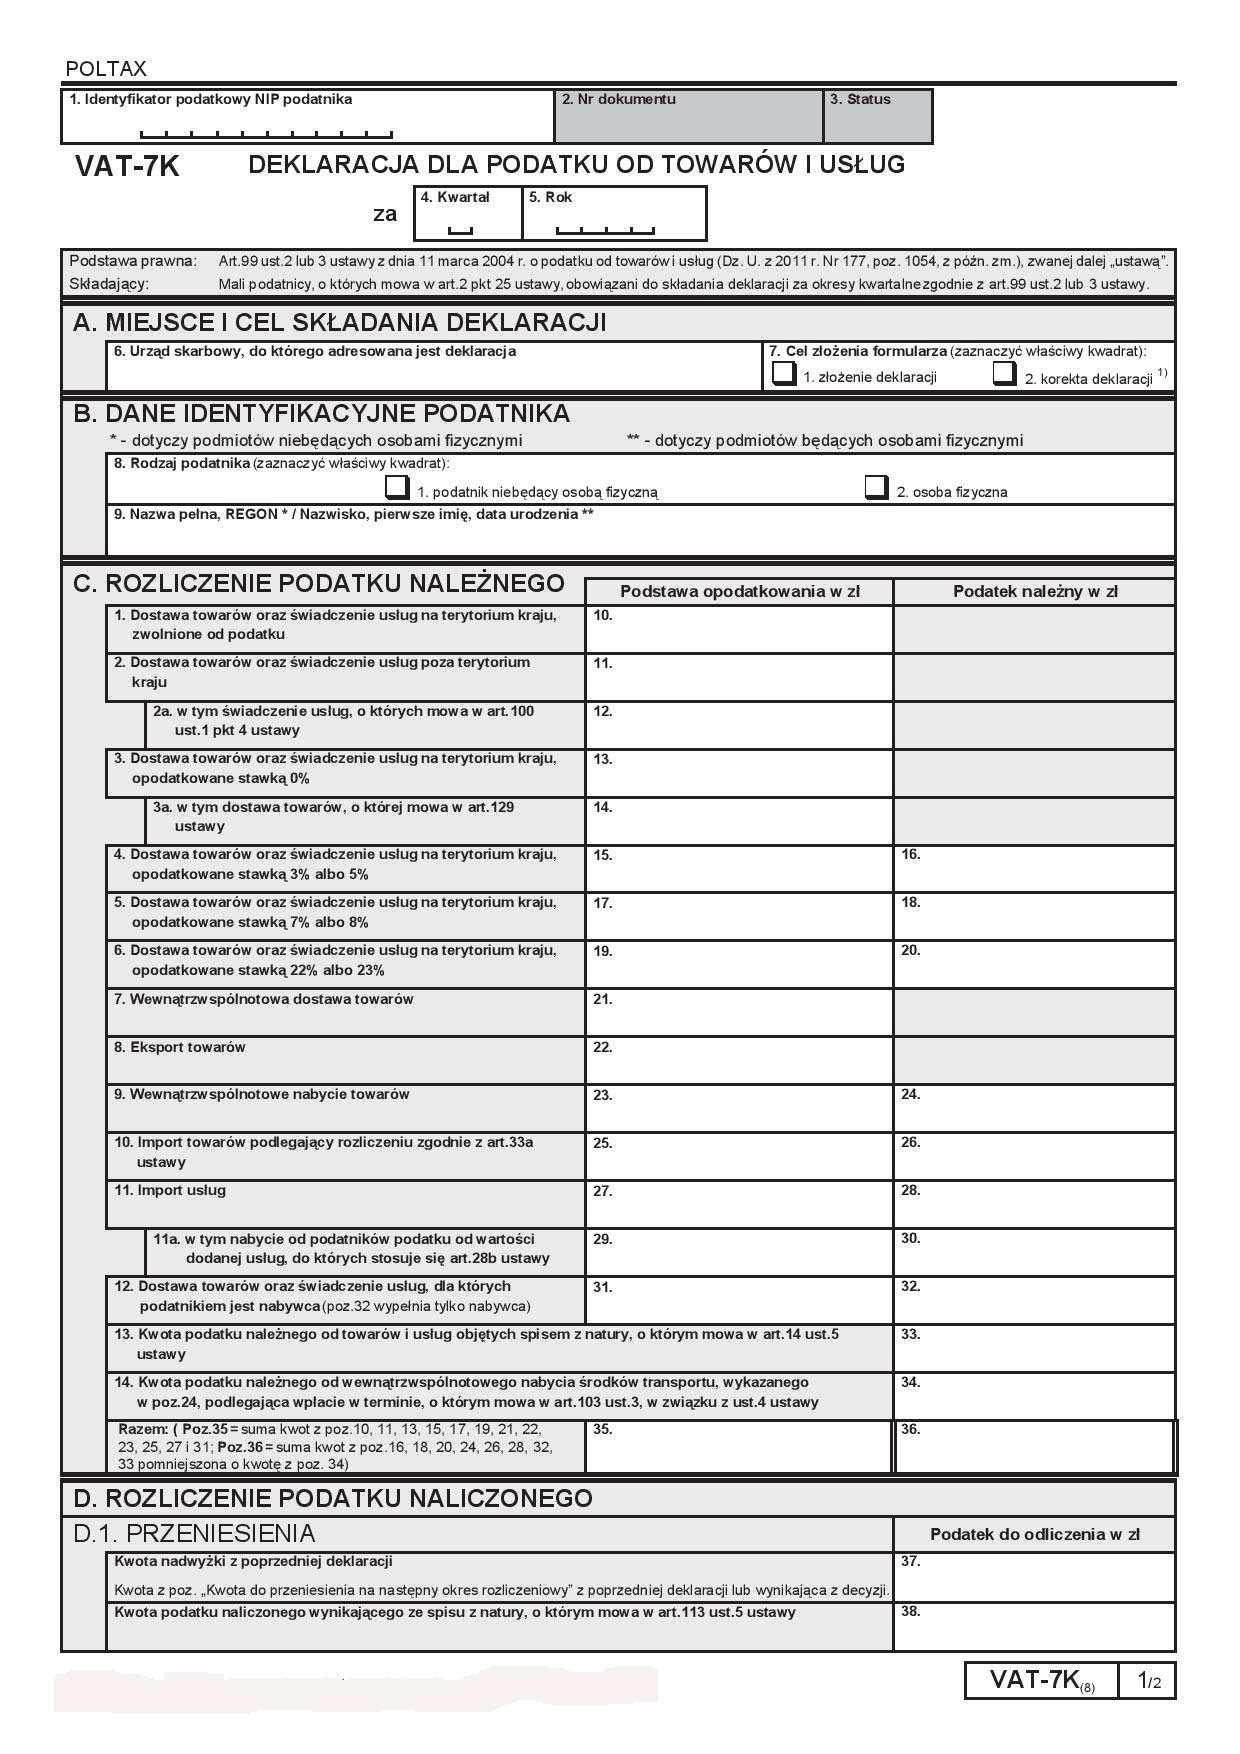 POLTAX
1. Identyfikator podatkowy NIP podatnika
2. Nr dokumentu
3. Status
VAT-7K DEKLARACJA DLA PODATKU OD TOWARÓW I USŁUG
za
4. Kwartał
5. Rok
Podstawa prawna: Art.99 ust.2 lub 3 ustawy z dnia 11 marca 2004 r. o podatku od towarów i usług (Dz. U. z 2011 r. Nr 177, poz. 1054, z późn. zm.), zwanej dalej „ustawą”.
Składający: Mali podatnicy, o których mowa w art.2 pkt 25 ustawy, obowiązani do składania deklaracji za okresy kwartalne zgodnie z art.99 ust.2 lub 3 ustawy.
A. MIEJSCE I CEL SKŁADANIA DEKLARACJI
6. Urząd skarbowy, do którego adresowana jest deklaracja
7. Cel złożenia formularza (zaznaczyć właściwy kwadrat):
1. złożenie deklaracji
2. korekta deklaracji 1)
B. DANE IDENTYFIKACYJNE PODATNIKA
* - dotyczy podmiotów niebędących osobami fizycznymi
** - dotyczy podmiotów będących osobami fizycznymi
8. Rodzaj podatnika (zaznaczyć właściwy kwadrat):
1. podatnik niebędący osobą fizyczną
2. osoba fizyczna
9. Nazwa pełna, REGON * / Nazwisko, pierwsze imię, data urodzenia **
C. ROZLICZENIE PODATKU NALEŻNEGO
Podstawa opodatkowania w zł
Podatek należny w zł
1. Dostawa towarów oraz świadczenie usług na terytorium kraju,
zwolnione od podatku
10.
2. Dostawa towarów oraz świadczenie usług poza terytorium
kraju
11.
2a. w tym świadczenie usług, o których mowa w art.100
ust.1 pkt 4 ustawy
12.
3. Dostawa towarów oraz świadczenie usług na terytorium kraju,
opodatkowane stawką 0%
13.
3a. w tym dostawa towarów, o której mowa w art.129
ustawy
14.
4. Dostawa towarów oraz świadczenie usług na terytorium kraju,
opodatkowane stawką 3% albo 5%
15.
16.
5. Dostawa towarów oraz świadczenie usług na terytorium kraju,
opodatkowane stawką 7% albo 8%
17.
18.
6. Dostawa towarów oraz świadczenie usług na terytorium kraju,
opodatkowane stawką 22% albo 23%
19.
20.
7. Wewnątrzwspólnotowa dostawa towarów
21.
8. Eksport towarów
22.
9. Wewnątrzwspólnotowe nabycie towarów
23.
24.
10. Import towarów podlegający rozliczeniu zgodnie z art.33a
ustawy
25.
26.
11. Import usług
27.
28.
11a. w tym nabycie od podatników podatku od wartości
dodanej usług, do których stosuje się art.28b ustawy
29.
30.
12. Dostawa towarów oraz świadczenie usług, dla których
podatnikiem jest nabywca (poz.32 wypełnia tylko nabywca)
31.
32.
13. Kwota podatku należnego od towarów i usług objętych spisem z natury, o którym mowa w art.14 ust.5
ustawy
33.
14. Kwota podatku należnego od wewnątrzwspólnotowego nabycia środków transportu, wykazanego
w poz.24, podlegająca wpłacie w terminie, o którym mowa w art.103 ust.3, w związku z ust.4 ustawy
34.
Razem: ( Poz.35 = suma kwot z poz.10, 11, 13, 15, 17, 19, 21, 22,
23, 25, 27 i 31; Poz.36 = suma kwot z poz.16, 18, 20, 24, 26, 28, 32,
33 pomniejszona o kwotę z poz. 34)
35.
36.
D. ROZLICZENIE PODATKU NALICZONEGO
D.1. PRZENIESIENIA
Podatek do odliczenia w zł
Kwota nadwyżki z poprzedniej deklaracji
37.
Kwota z poz. „Kwota do przeniesienia na następny okres rozliczeniowy” z poprzedniej deklaracji lub wynikająca z decyzji.
Kwota podatku naliczonego wynikającego ze spisu z natury, o którym mowa w art.113 ust.5 ustawy
38.
VAT-7K(8) 1/2